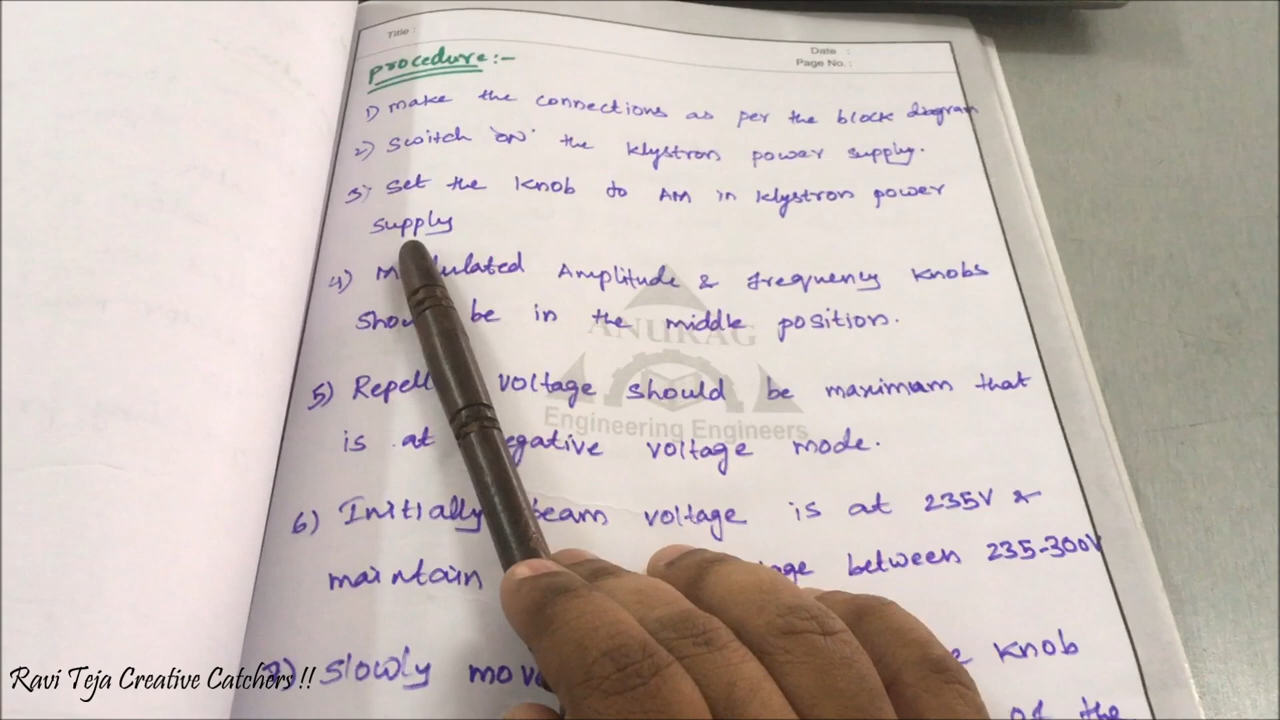 Title :
Date :
Page No. :
Procedure:-
1) make the connections as per the block diagram
2) Switch 'ON' the Klystron power supply.
3) Set the Knob to AM in Klystron power
supply
4) Modulated Amplitude & frequency Knobs
should be in the middle position.
5) Repeller voltage should be maximum that
is at negative voltage mode.
6) Initially beam voltage is at 235V &
maintain between 235-300V
7) Slowly knob
of the
ANURAG
Engineering Engineers
Ravi Teja Creative Catchers !!